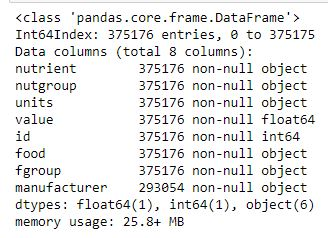 <class 'pandas.core.frame.DataFrame'>
Int64Index: 375176 entries, 0 to 375175
Data columns (total 8 columns):
nutrient        375176 non-null object
nutgroup        375176 non-null object
units           375176 non-null object
value           375176 non-null float64
id              375176 non-null int64
food            375176 non-null object
fgroup          375176 non-null object
manufacturer    293054 non-null object
dtypes: float64(1), int64(1), object(6)
memory usage: 25.8+ MB